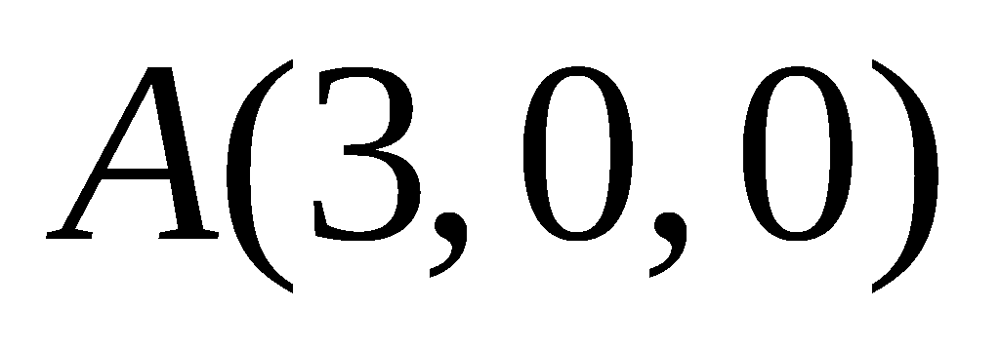 A(3, 0, 0)